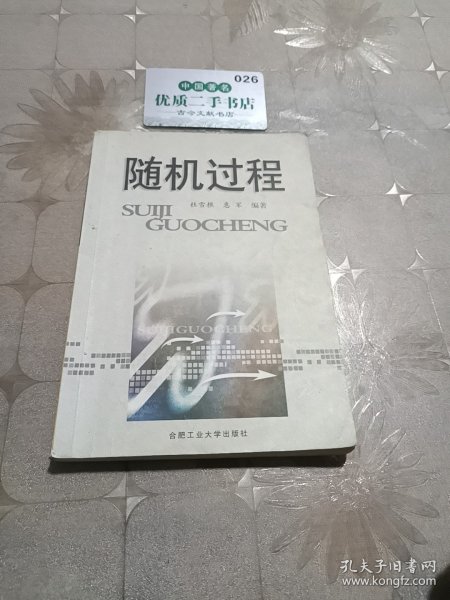 026
中国著名
优质二手书店
古今文献书店
随机过程
SUIJI
GUOCHENG
杜雪樵 惠军 编著
SUIJIGUOCHENG
合肥工业大学出版社
孔夫子旧书网
www.kongfz.com